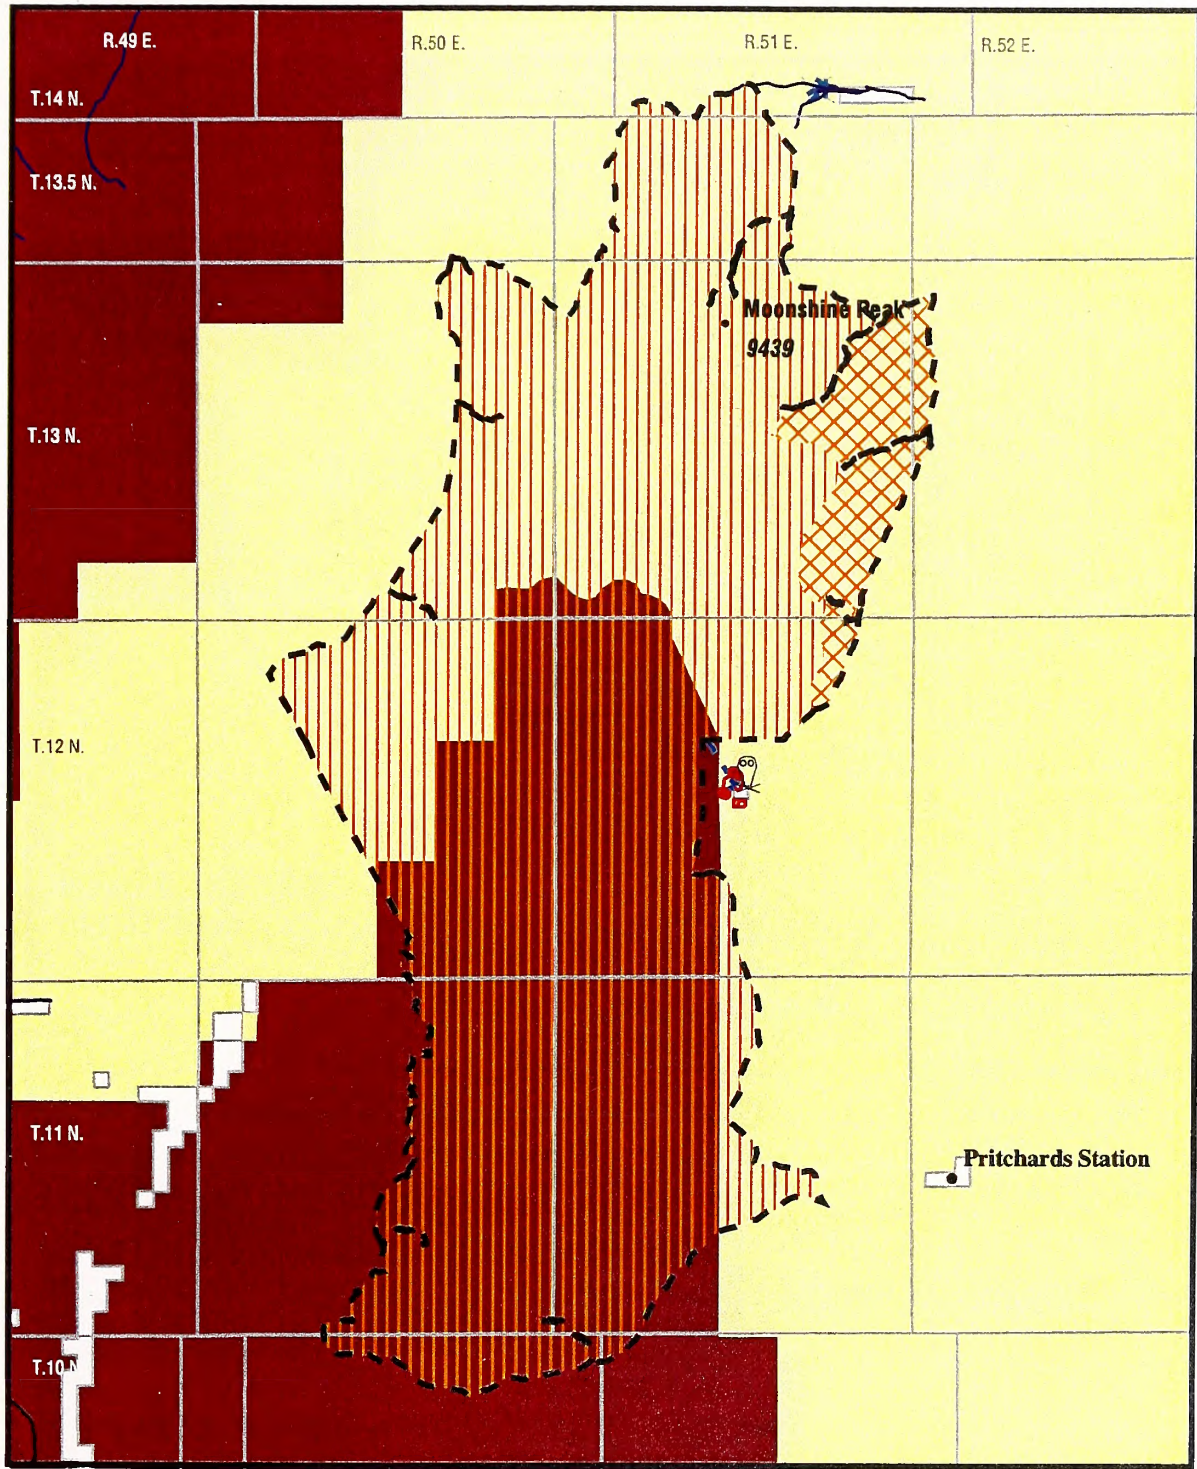 R.49 E.
R.50 E.
R.51 E.
R.52 E.
T.14 N.
T.13.5 N.
Moonshine Peak
9439
T.13 N.
T.12 N.
T.11 N.
Pritchards Station
T.10 N